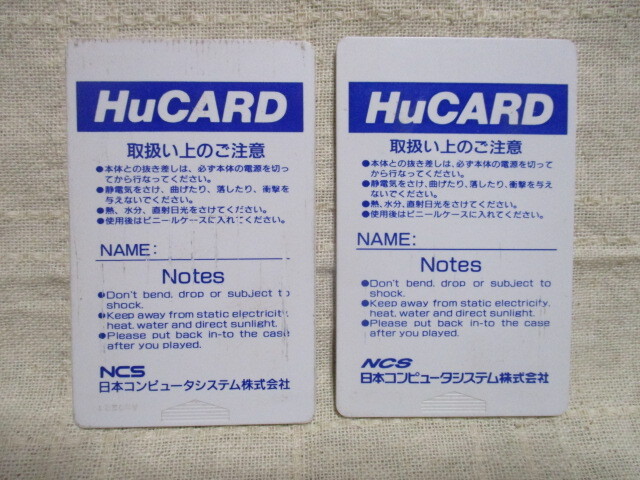 HuCARD
取扱い上のご注意
●本体との抜き差しは、必ず本体の電源を切っ
てから行なってください。
●静電気をさけ、曲げたり、落したり、衝撃を
与えないでください。
●熱、水分、直射日光をさけてください。
●使用後はビニールケースに入れてください。
NAME:
Notes
●Don't bend, drop or subject to
shock.
●Keep away from static electricity,
heat, water and direct sunlight.
●Please put back in-to the case
after you played.
NCS
日本コンピュータシステム株式会社
HuCARD
取扱い上のご注意
●本体との抜き差しは、必ず本体の電源を切って
から行なってください。
●静電気をさけ、曲げたり、落したり、衝撃を与え
ないでください。
●熱、水分、直射日光をさけてください。
●使用後はビニールケースに入れてください。
NAME:
Notes
●Don't bend, drop or subject to
shock.
●Keep away from static electricity,
heat, water and direct sunlight.
●Please put back in-to the case
after you played.
NCS
日本コンピュータシステム株式会社